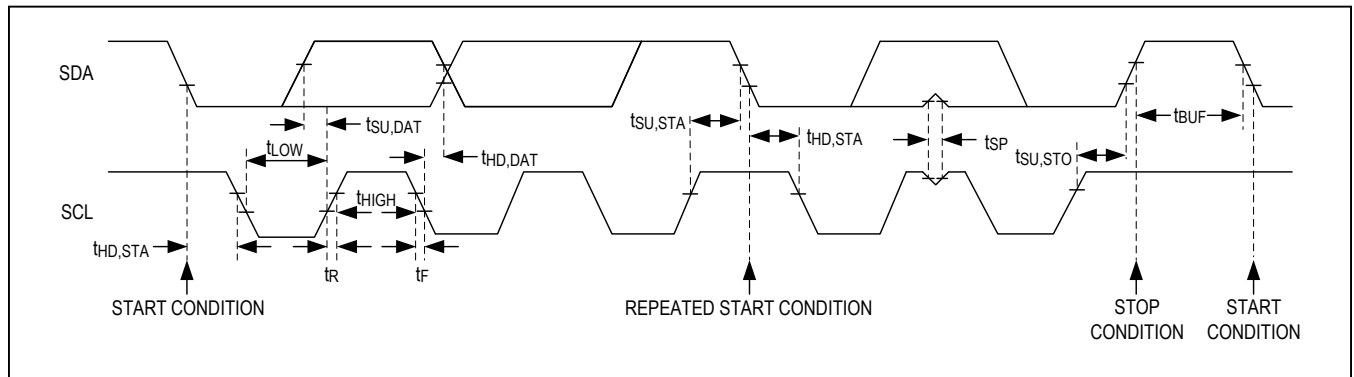 SDA
tSU,DAT
tLOW
tHD,DAT
tSU,STA
tHD,STA
tSP
tSU,STO
tBUF
SCL
tHIGH
tHD,STA
tR
tF
START CONDITION
REPEATED START CONDITION
STOP
CONDITION
START
CONDITION